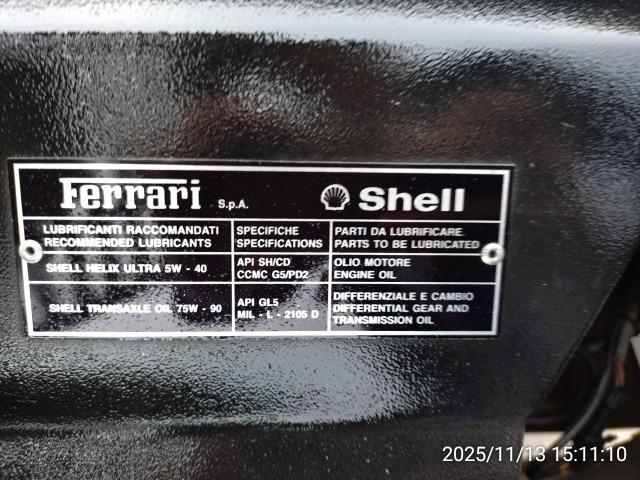 Ferrari S.p.A. Shell
LUBRIFICANTI RACCOMANDATI
RECOMMENDED LUBRICANTS
SPECIFICHE
SPECIFICATIONS
PARTI DA LUBRIFICARE
PARTS TO BE LUBRICATED
SHELL HELIX ULTRA 5W - 40
API SH/CD
CCMC G5/PD2
OLIO MOTORE
ENGINE OIL
SHELL TRANSAXLE OIL 75W - 90
API GL5
MIL - L - 2105 D
DIFFERENZIALE E CAMBIO
DIFFERENTIAL GEAR AND
TRANSMISSION OIL
2025/11/13 15:11:10